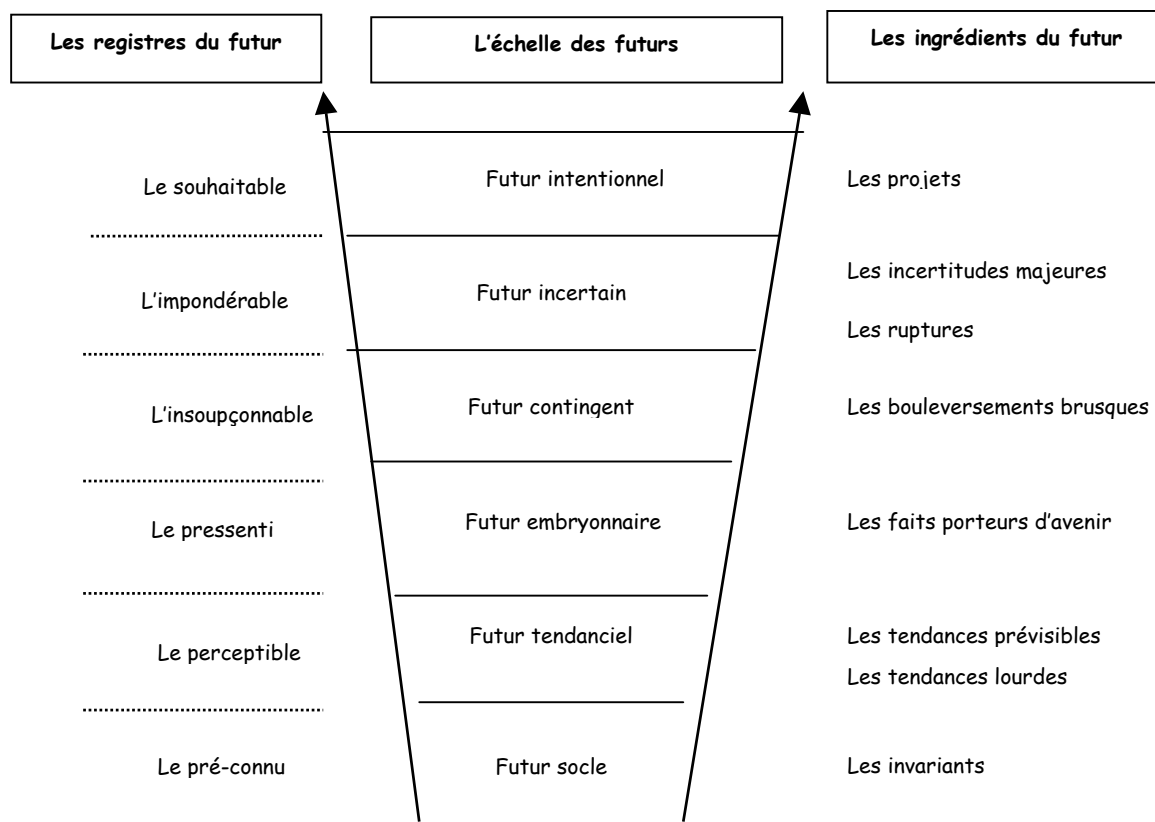 Les registres du futur
L'échelle des futurs
Les ingrédients du futur
Le souhaitable
Futur intentionnel
Les projets
L'impondérable
Futur incertain
Les incertitudes majeures
Les ruptures
L'insoupçonnable
Futur contingent
Les bouleversements brusques
Le pressenti
Futur embryonnaire
Les faits porteurs d'avenir
Le perceptible
Futur tendanciel
Les tendances prévisibles
Les tendances lourdes
Le pré-connu
Futur socle
Les invariants